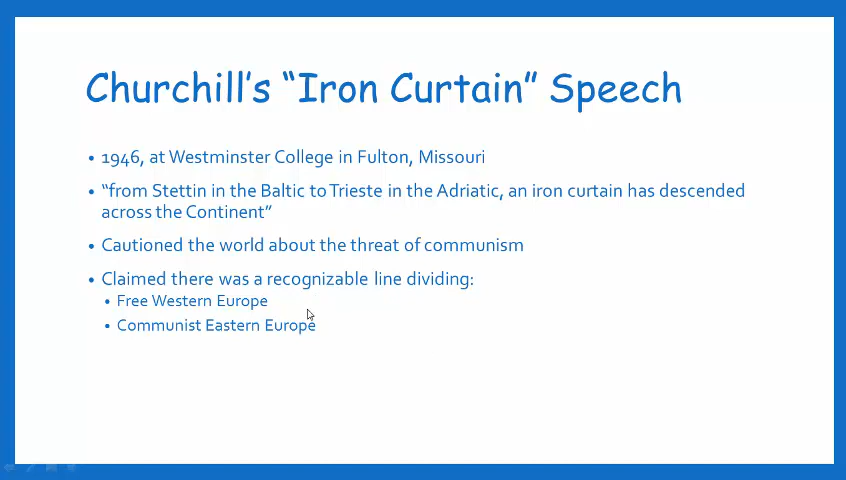 Churchill's “Iron Curtain” Speech
• 1946, at Westminster College in Fulton, Missouri
• “from Stettin in the Baltic to Trieste in the Adriatic, an iron curtain has descended
across the Continent”
• Cautioned the world about the threat of communism
• Claimed there was a recognizable line dividing:
• Free Western Europe
• Communist Eastern Europe